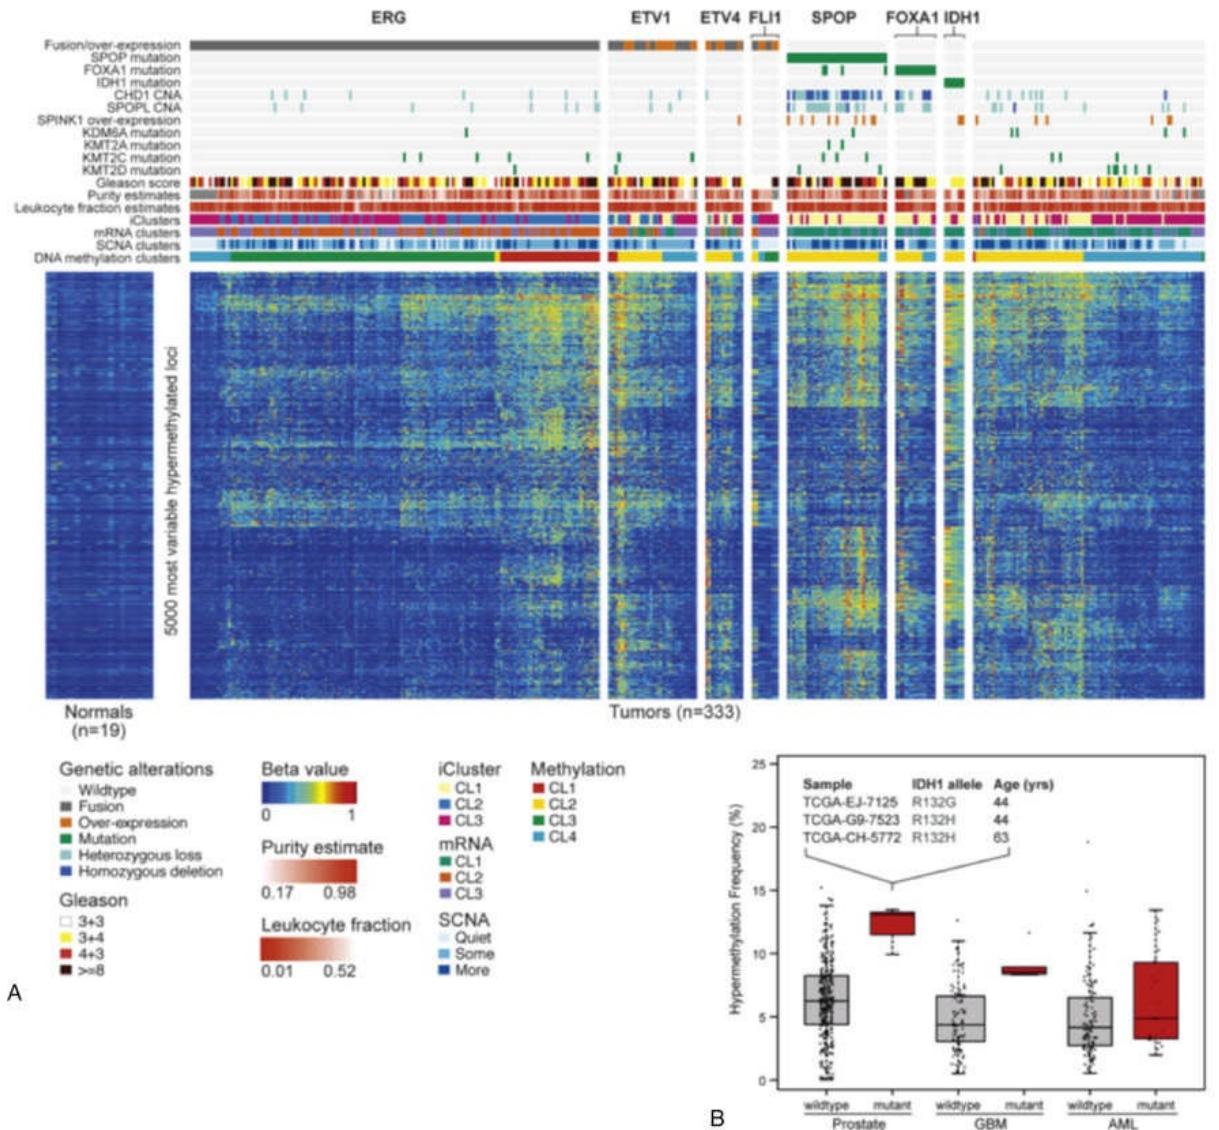 ERG ETV1 ETV4 FLI1 SPOP FOXA1 IDH1
Fusion/over-expression
SPOP mutation
FOXA1 mutation
IDH1 mutation
CHD1 CNA
SPOPL CNA
SPINK1 over-expression
KDM6A mutation
KMT2A mutation
KMT2C mutation
KMT2D mutation
Gleason score
Purity estimates
Leukocyte fraction estimates
iClusters
mRNA clusters
SCNA clusters
DNA methylation clusters
5000 most variable hypermethylated loci
Normals
(n=19)
Tumors (n=333)
Genetic alterations
Wildtype
Fusion
Over-expression
Mutation
Heterozygous loss
Homozygous deletion
Gleason
3+3
3+4
4+3
>=8
Beta value
0 1
Purity estimate
0.17 0.98
Leukocyte fraction
0.01 0.52
iCluster
CL1
CL2
CL3
mRNA
CL1
CL2
CL3
SCNA
Quiet
Some
More
Methylation
CL1
CL2
CL3
CL4
A
Hypermethylation Frequency (%)
25
20
15
10
5
0
Sample IDH1 allele Age (yrs)
TCGA-EJ-7125 R132G 44
TCGA-G9-7523 R132H 44
TCGA-CH-5772 R132H 63
wildtype mutant wildtype mutant wildtype mutant
Prostate GBM AML
B